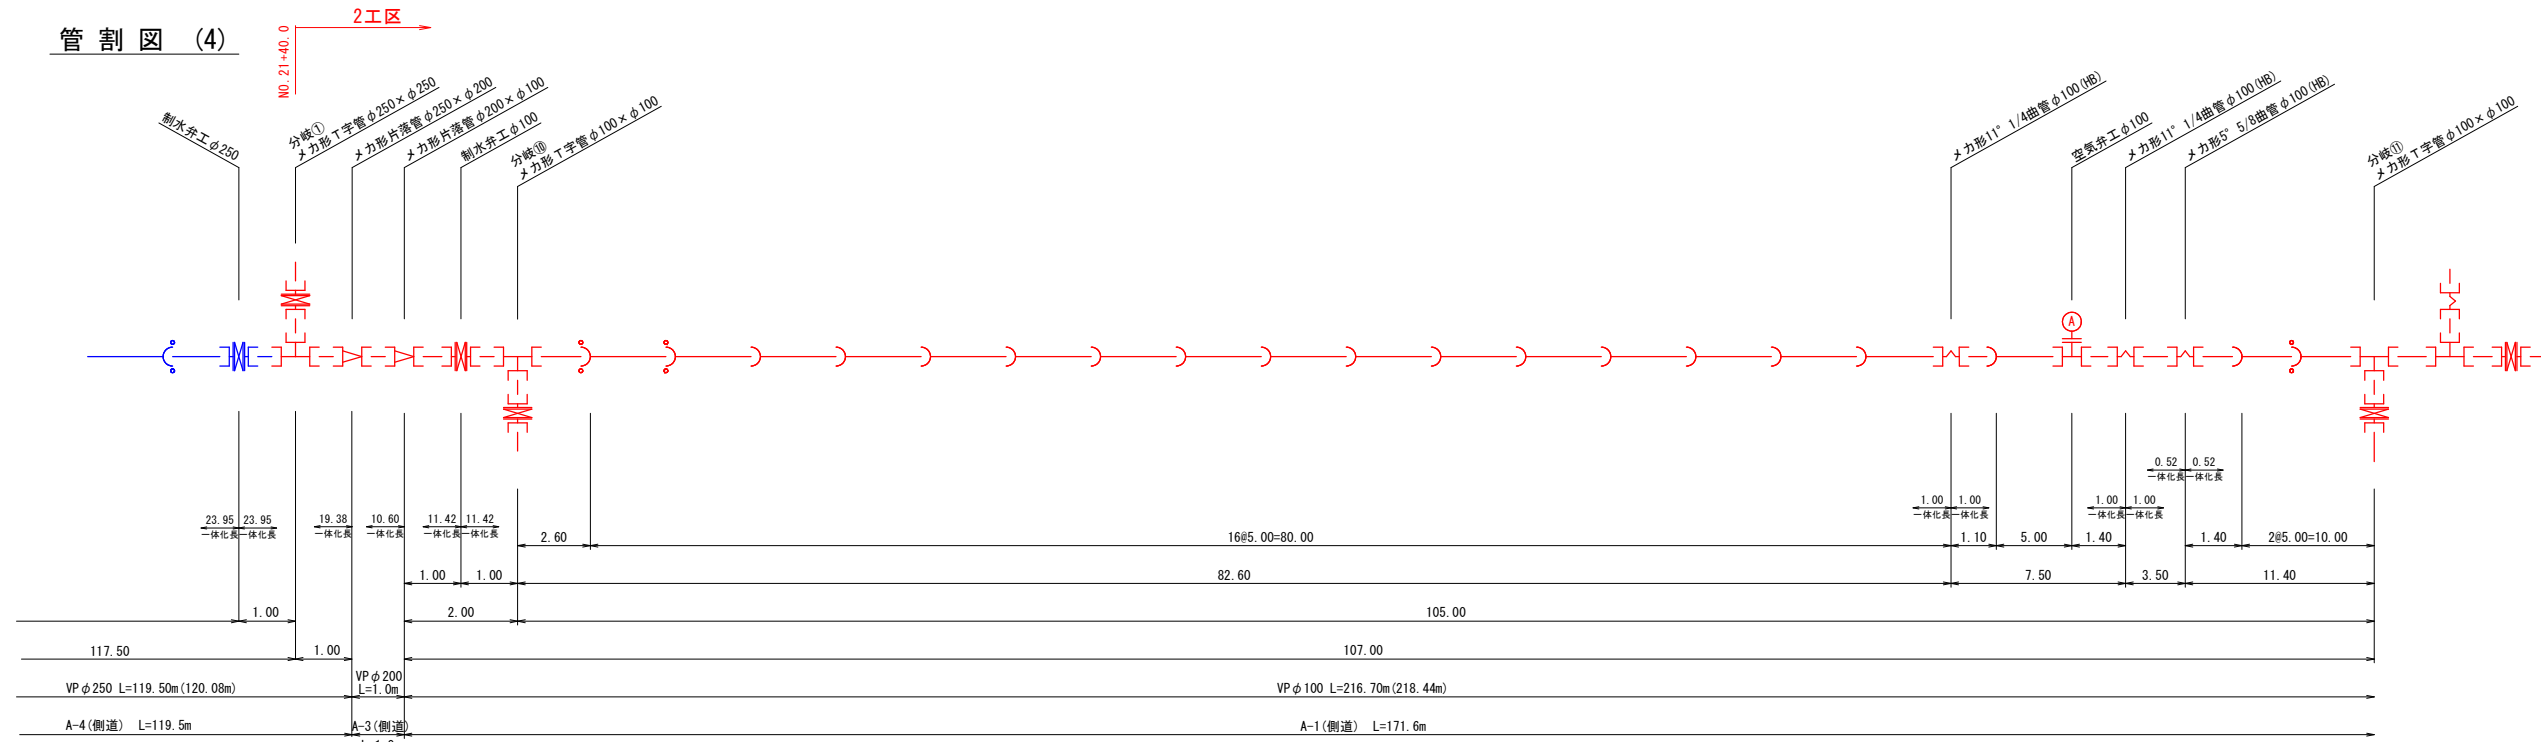 管割図 (4)
2工区
NO.21+40.0
制水弁工φ250
分岐①
メカ形T字管φ250×φ250
メカ形片落管φ250×φ200
メカ形片落管φ200×φ100
制水弁工φ100
分岐⑩
メカ形T字管φ100×φ100
メカ形11°1/4曲管φ100(HB)
空気弁工φ100
メカ形11°1/4曲管φ100(HB)
メカ形5°5/8曲管φ100(HB)
分岐⑪
メカ形T字管φ100×φ100
A
0.52 0.52
一体化長 一体化長
23.95 23.95
一体化長 一体化長
19.38
一体化長
10.60
一体化長
11.42 11.42
一体化長 一体化長
1.00 1.00
一体化長 一体化長
1.00 1.00
一体化長 一体化長
2.60 16@5.00=80.00 1.10 5.00 1.40 1.40 2@5.00=10.00
1.00 1.00 82.60 7.50 3.50 11.40
1.00 2.00 105.00
117.50 1.00 107.00
VPφ250 L=119.50m(120.08m)
VPφ200
L=1.0m
VPφ100 L=216.70m(218.44m)
A-4(側道) L=119.5m
A-3(側道)
A-1(側道) L=171.6m